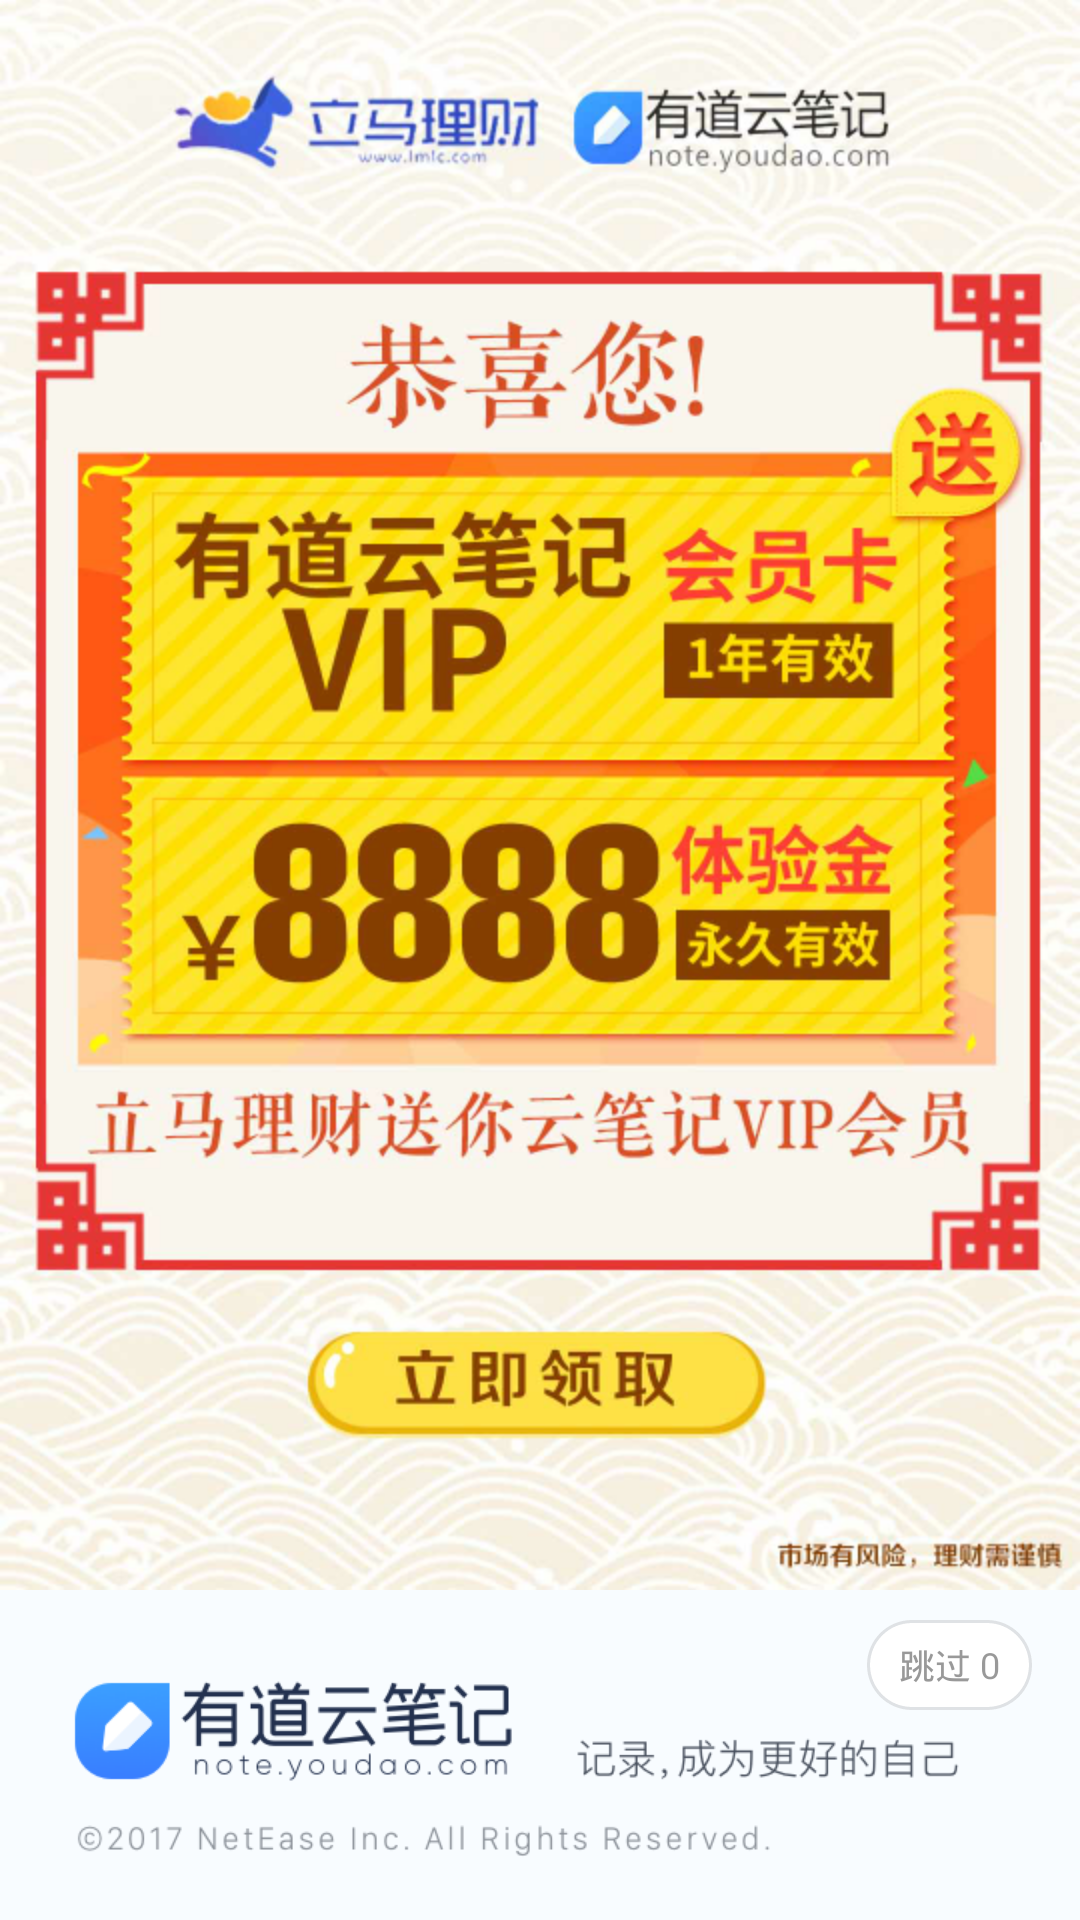 立马理财
www.lmlc.com
有道云笔记
note.youdao.com
恭喜您!
送
有道云笔记
VIP
会员卡
1年有效
¥8888
体验金
永久有效
立马理财送你云笔记VIP会员
立即领取
市场有风险，理财需谨慎
跳过 0
有道云笔记
note.youdao.com
记录,成为更好的自己
©2017 NetEase Inc. All Rights Reserved.